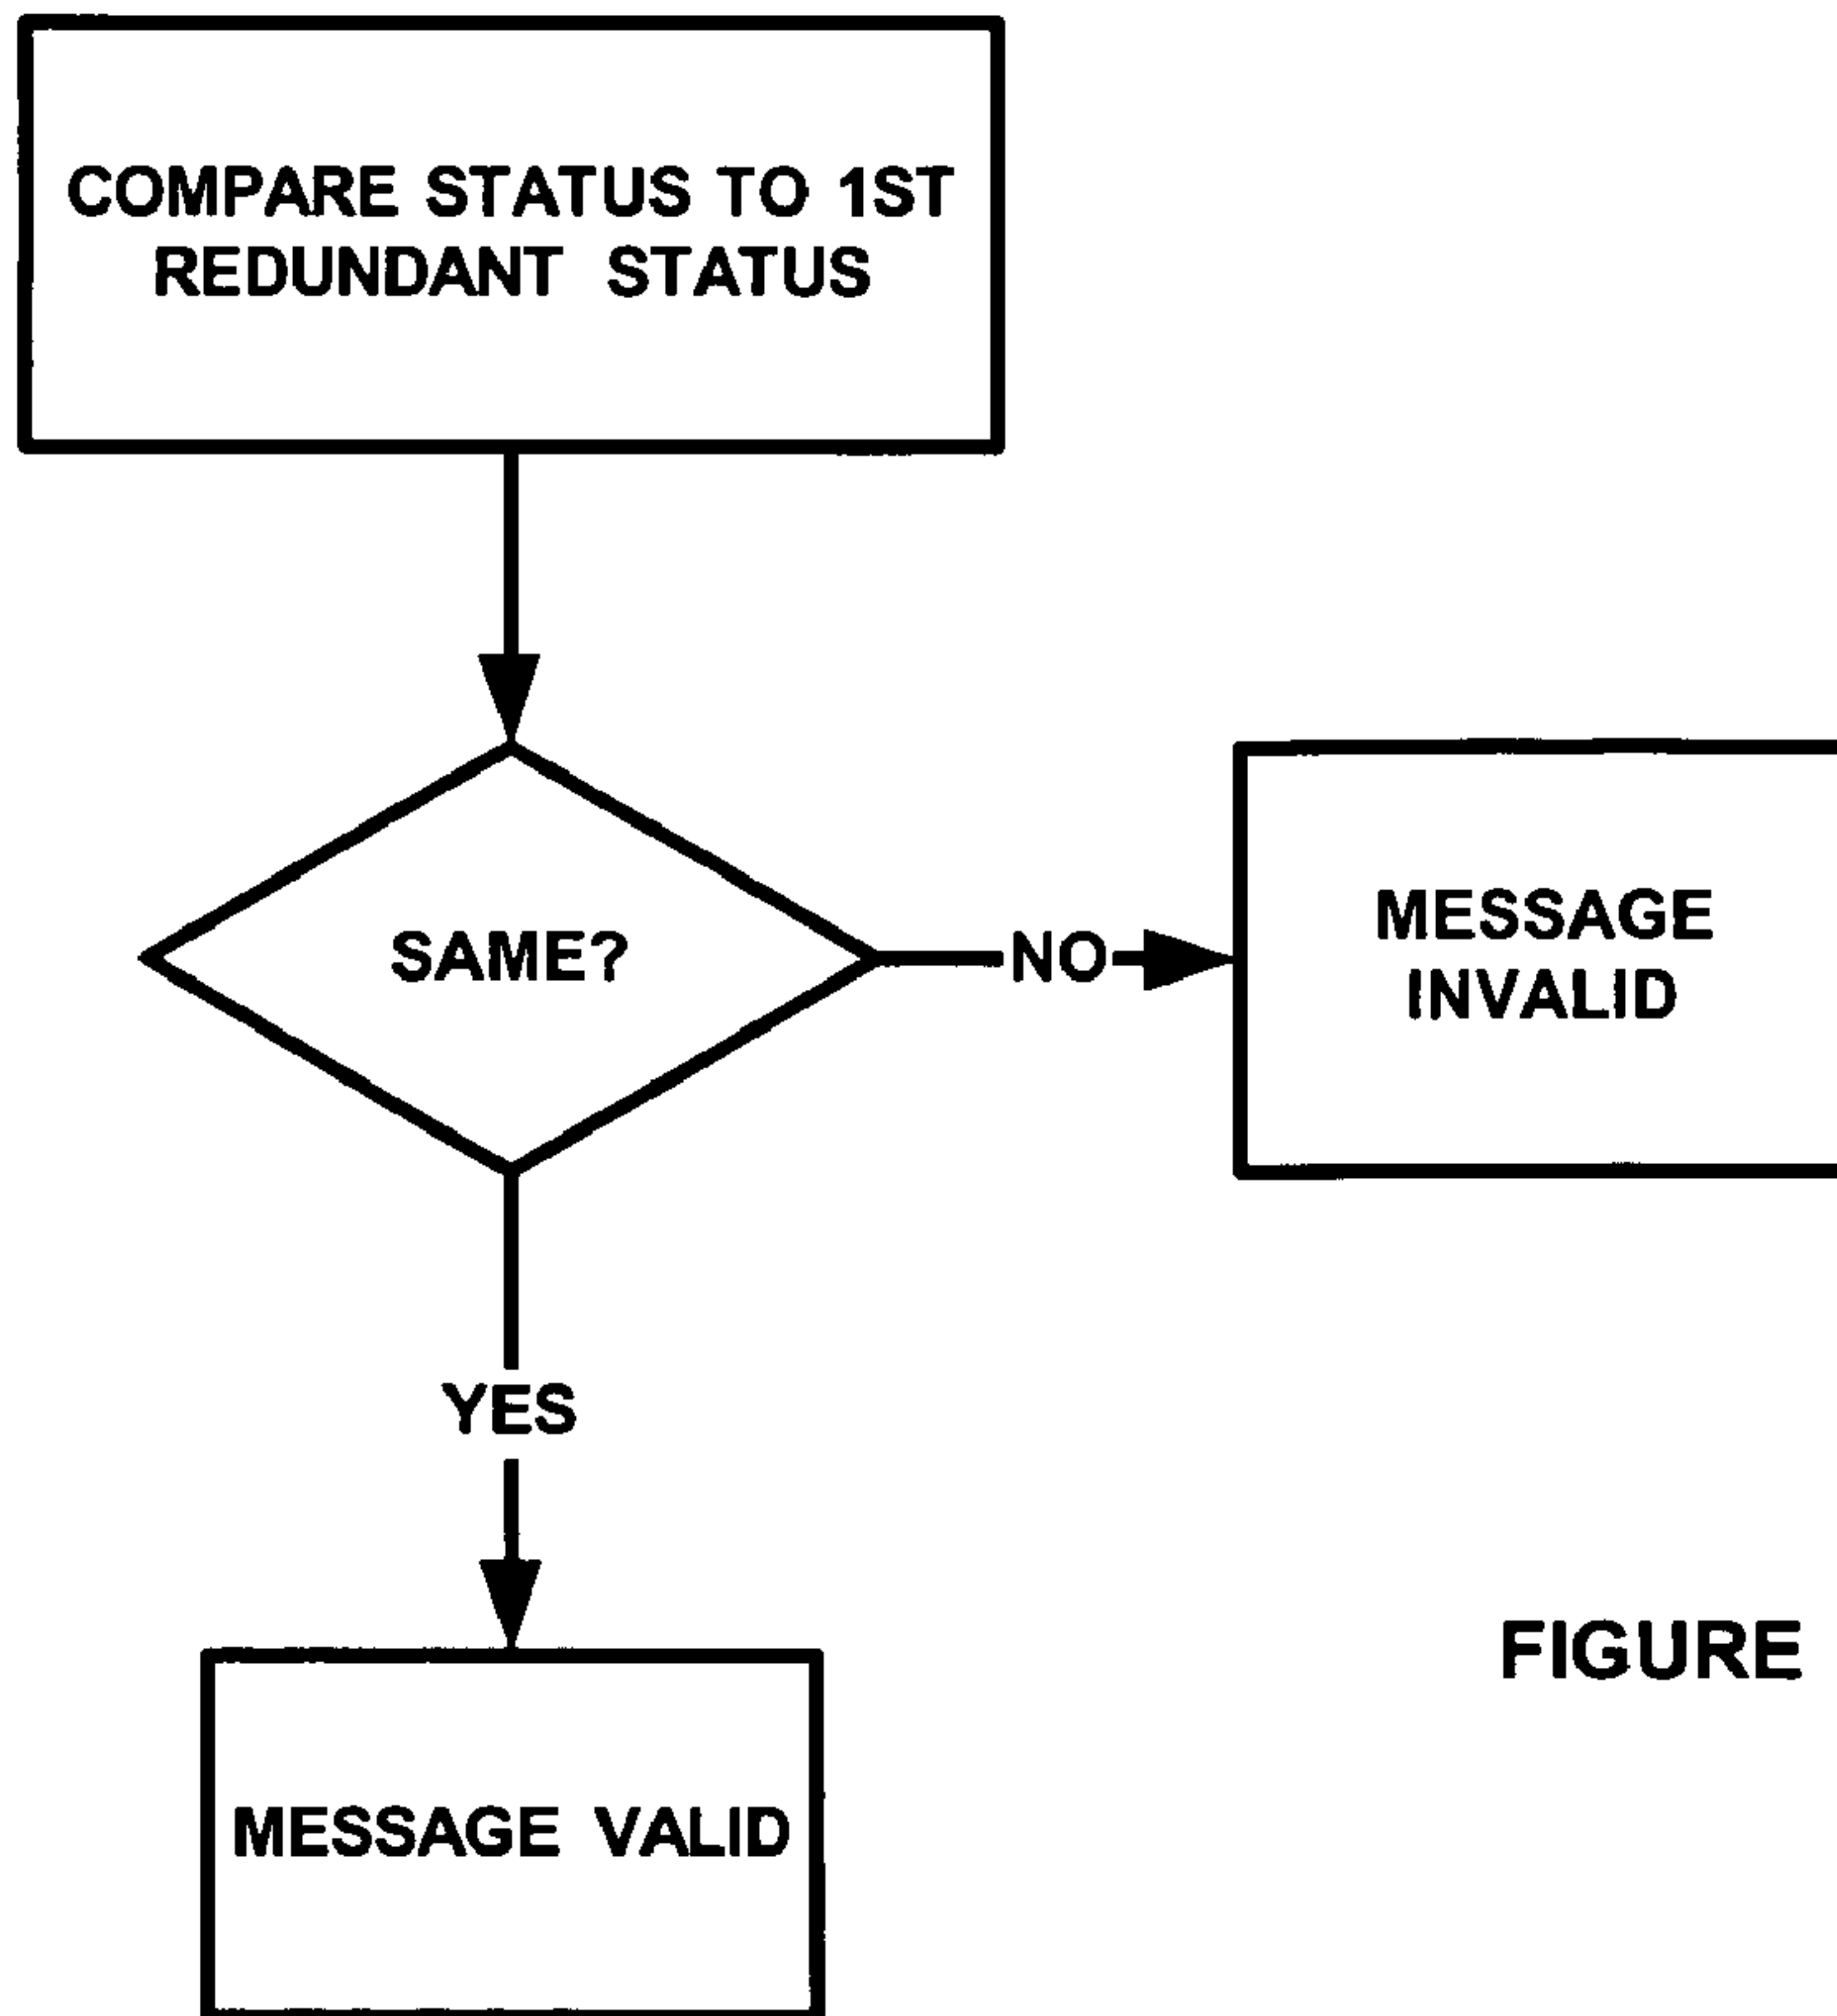 COMPARE STATUS TO 1ST
REDUNDANT STATUS
SAME?
NO
MESSAGE
INVALID
YES
FIGURE
MESSAGE VALID